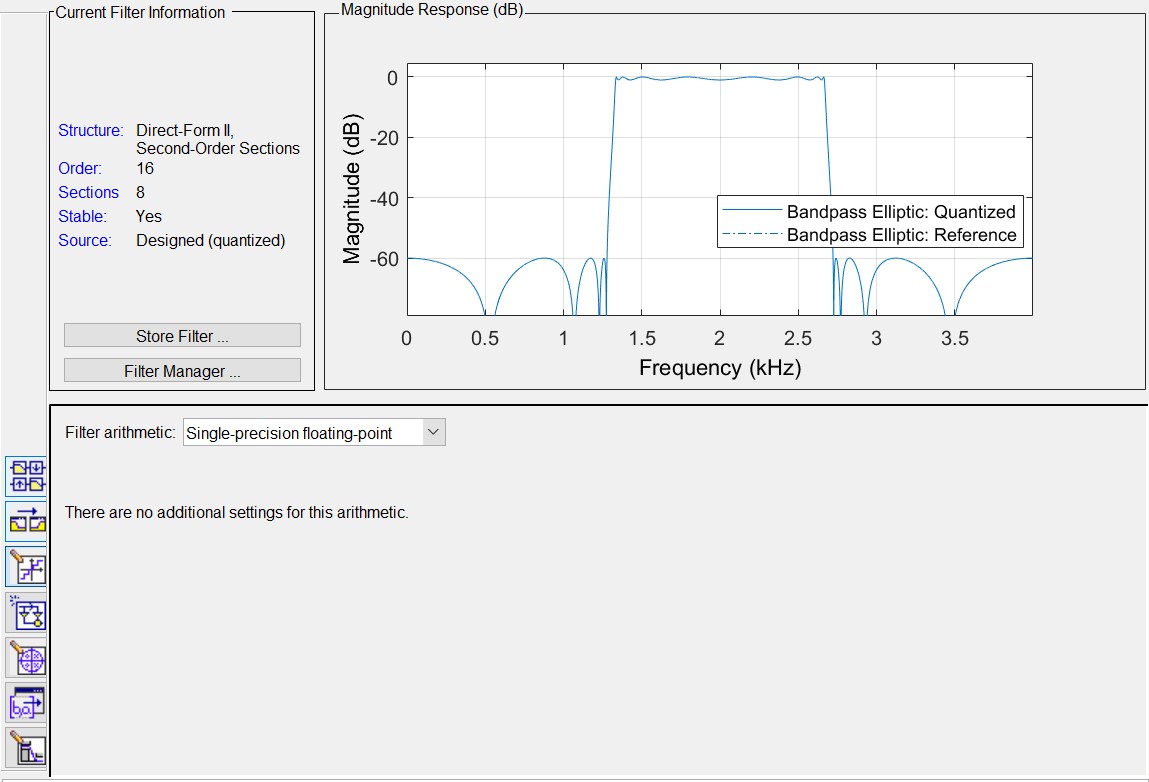 Current Filter Information
Structure: Direct-Form II,
Second-Order Sections
Order: 16
Sections 8
Stable: Yes
Source: Designed (quantized)
Store Filter ...
Filter Manager ...
Magnitude Response (dB)
Magnitude (dB)
0
-20
-40
-60
Bandpass Elliptic: Quantized
Bandpass Elliptic: Reference
0 0.5 1 1.5 2 2.5 3 3.5
Frequency (kHz)
Filter arithmetic: Single-precision floating-point
There are no additional settings for this arithmetic.